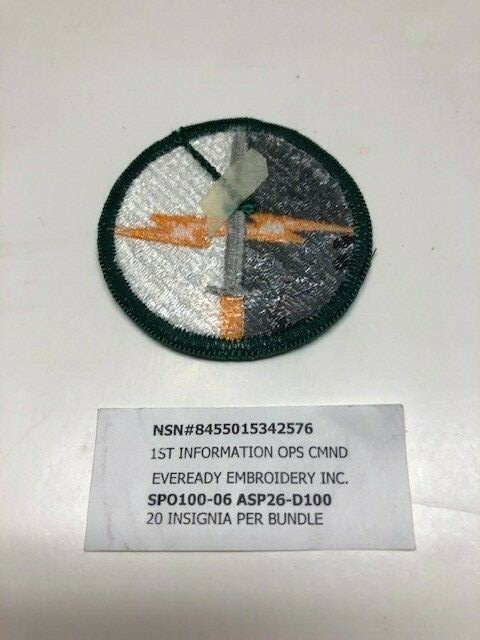 NSN#8455015342576
1ST INFORMATION OPS CMND
EVEREADY EMBROIDERY INC.
SPO100-06 ASP26-D100
20 INSIGNIA PER BUNDLE